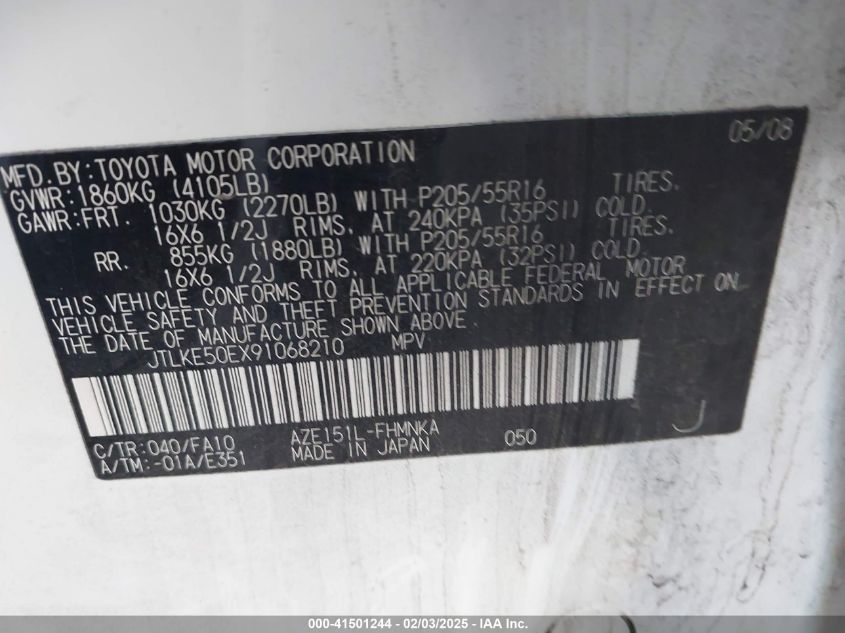 05/08
MFD. BY: TOYOTA MOTOR CORPORATION
GVWR: 1860KG (4105LB)
GAWR: FRT. 1030KG (2270LB) WITH P205/55R16 TIRES.
16X6 1/2J RIMS, AT 240KPA (35PSI) COLD.
RR. 855KG (1880LB) WITH P205/55R16 TIRES.
16X6 1/2J RIMS, AT 220KPA (32PSI) COLD.
THIS VEHICLE CONFORMS TO ALL APPLICABLE FEDERAL MOTOR
VEHICLE SAFETY AND THEFT PREVENTION STANDARDS IN EFFECT ON
THE DATE OF MANUFACTURE SHOWN ABOVE.
JTLKE50EX91068210 MPV
C/TR: 040/FA10 AZE151L-FHMNKA 050 J
A/TM: -01A/E351 MADE IN JAPAN
000-41501244 - 02/03/2025 - IAA Inc.